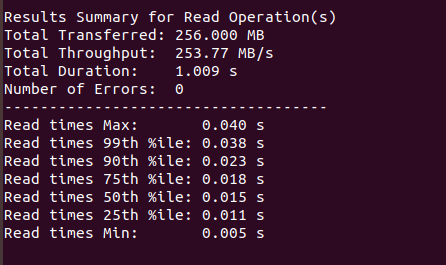 Results Summary for Read Operation(s)
Total Transferred: 256.000 MB
Total Throughput:  253.77 MB/s
Total Duration:    1.009 s
Number of Errors:  0
------------------------------------
Read times Max:       0.040 s
Read times 99th %ile: 0.038 s
Read times 90th %ile: 0.023 s
Read times 75th %ile: 0.018 s
Read times 50th %ile: 0.015 s
Read times 25th %ile: 0.011 s
Read times Min:       0.005 s